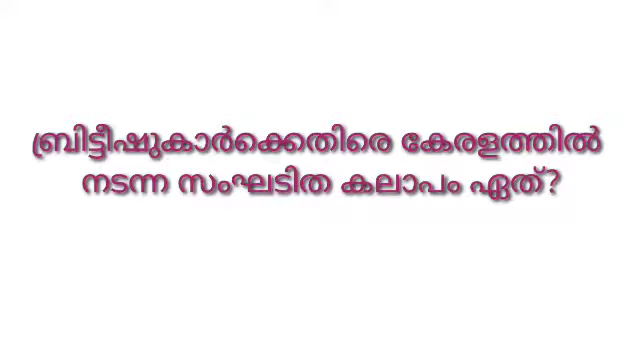 ബ്രിട്ടീഷുകാർക്കെതിരെ കേരളത്തിൽ
നടന്ന സംഘടിത കലാപം ഏത്?